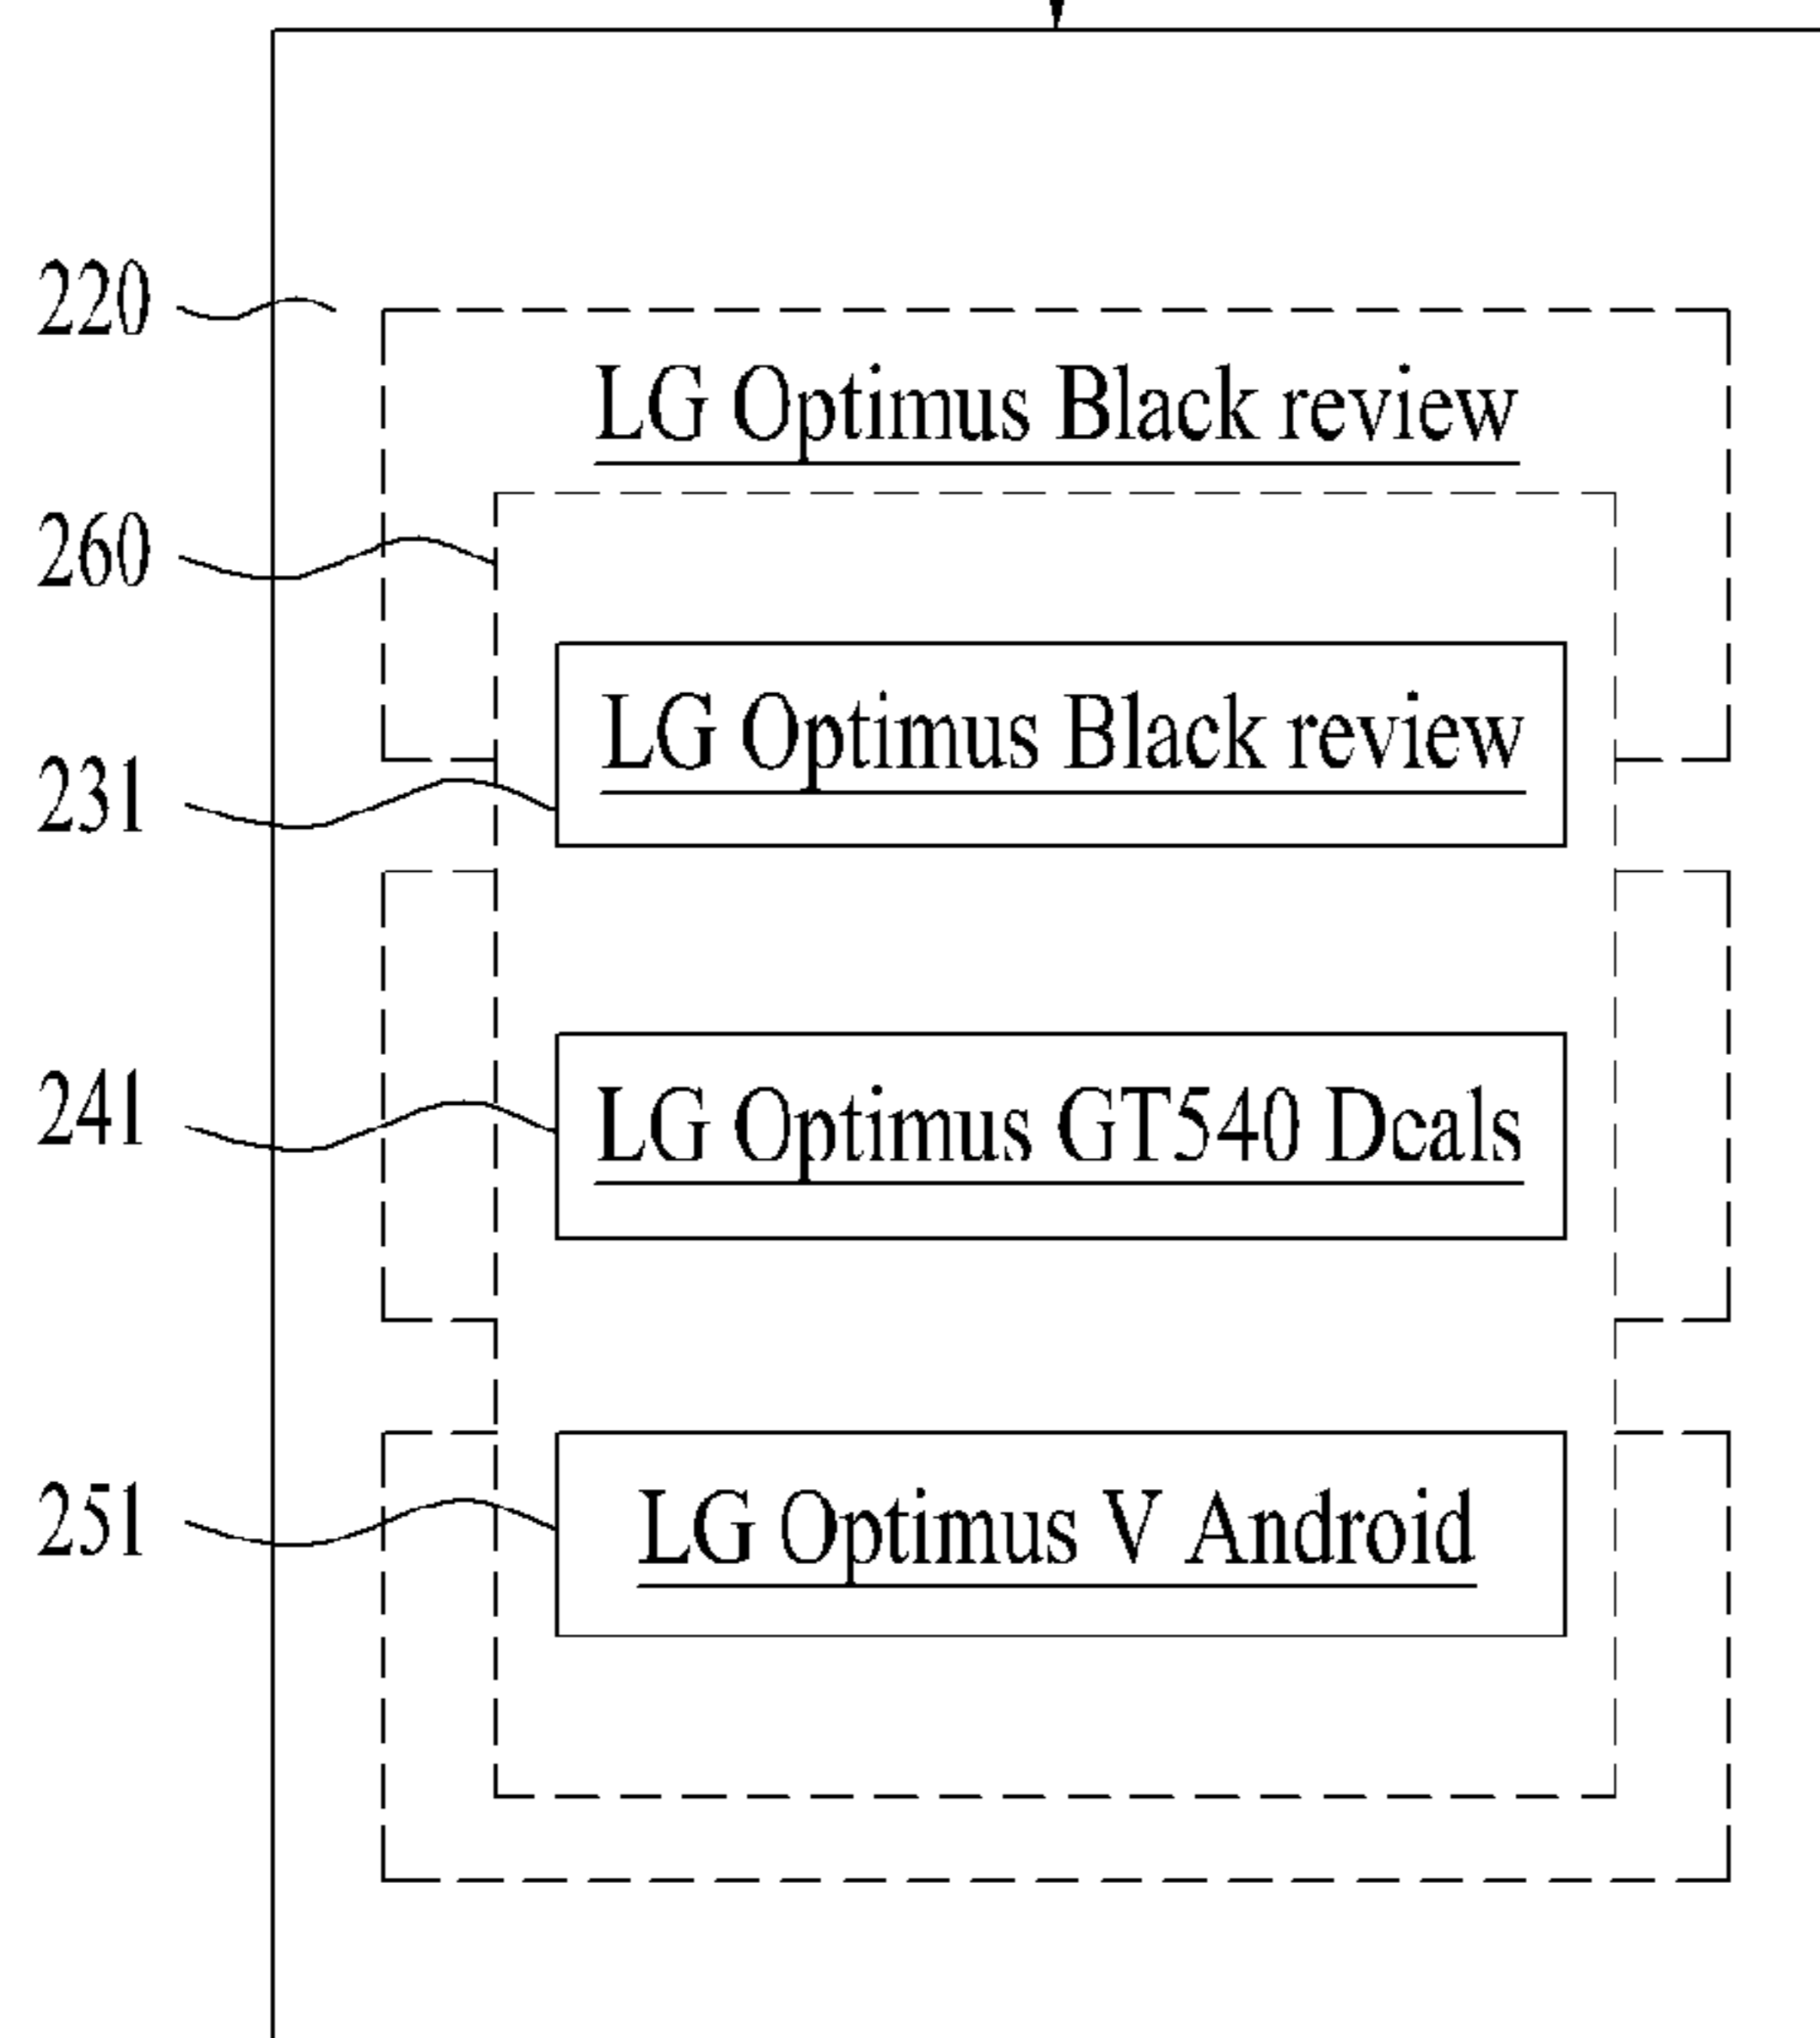 220
LG Optimus Black review
260
231
LG Optimus Black review
241
LG Optimus GT540 Dcals
251
LG Optimus V Android